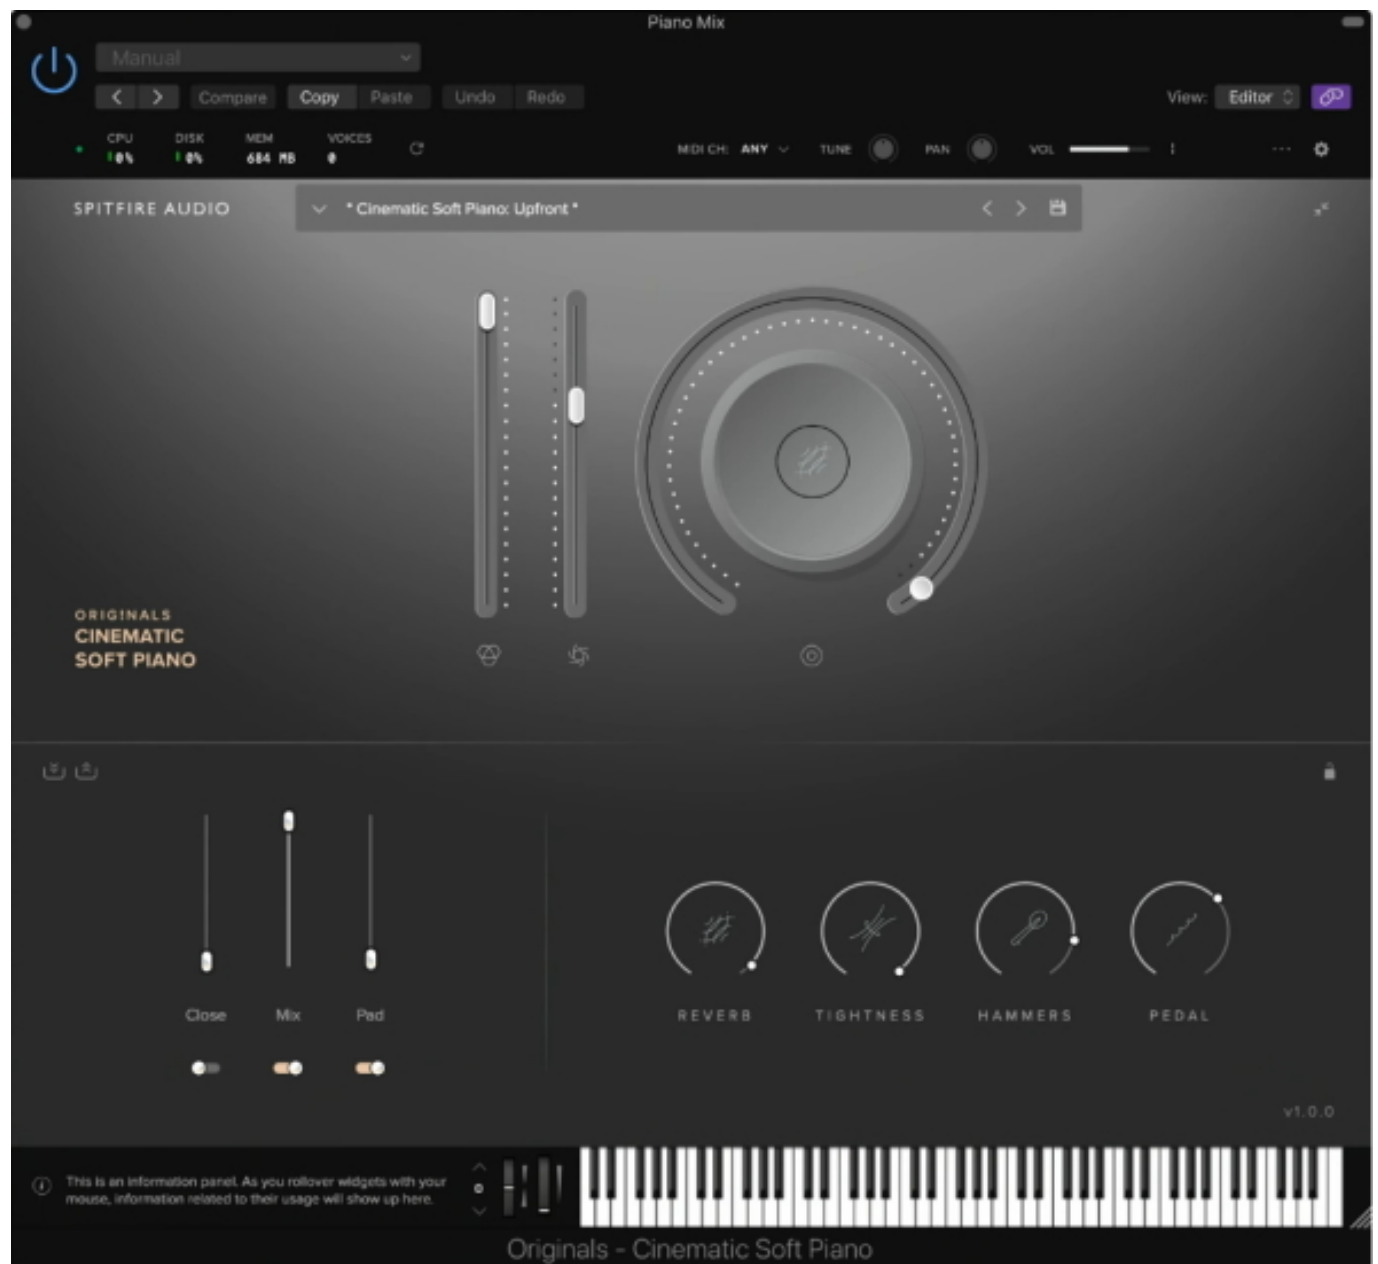 Piano Mix
Manual
Compare Copy Paste Undo Redo View: Editor
CPU DISK MEM VOICES
0% 0% 684 MB 0 MIDI CH: ANY TUNE PAN VOL
SPITFIRE AUDIO * Cinematic Soft Piano: Upfront *
ORIGINALS
CINEMATIC
SOFT PIANO
Close Mix Pad REVERB TIGHTNESS HAMMERS PEDAL
v1.0.0
This is an information panel. As you rollover widgets with your
mouse, information related to their usage will show up here. 0
Originals - Cinematic Soft Piano